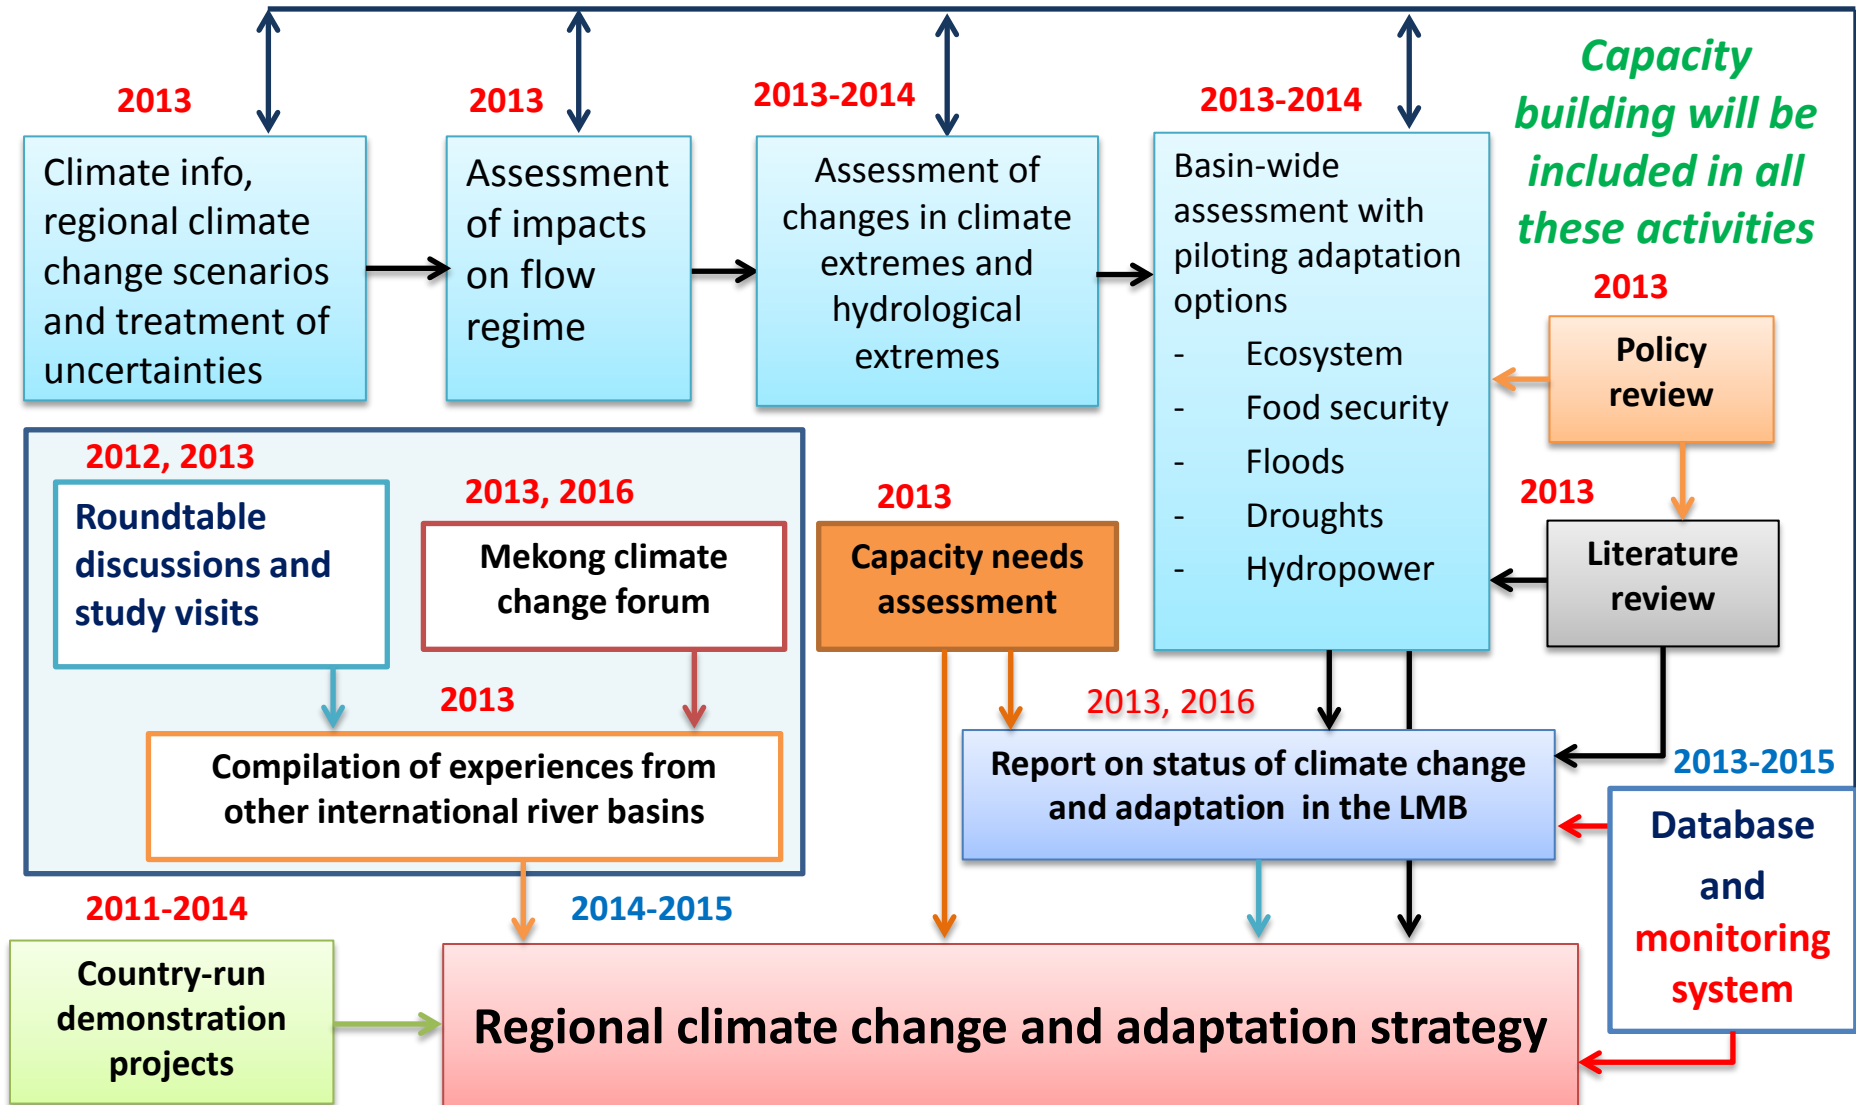 Capacity
building will be
included in all
these activities
2013
Climate info,
regional climate
change scenarios
and treatment of
uncertainties
2013
Assessment
of impacts
on flow
regime
2013-2014
Assessment of
changes in climate
extremes and
hydrological
extremes
2013-2014
Basin-wide
assessment with
piloting adaptation
options
- Ecosystem
- Food security
- Floods
- Droughts
- Hydropower
2013
Policy
review
2013
Literature
review
2012, 2013
Roundtable
discussions and
study visits
2013, 2016
Mekong climate
change forum
2013
Capacity needs
assessment
2013
Compilation of experiences from
other international river basins
2013, 2016
Report on status of climate change
and adaptation in the LMB
2013-2015
Database
and
monitoring
system
2011-2014
Country-run
demonstration
projects
2014-2015
Regional climate change and adaptation strategy